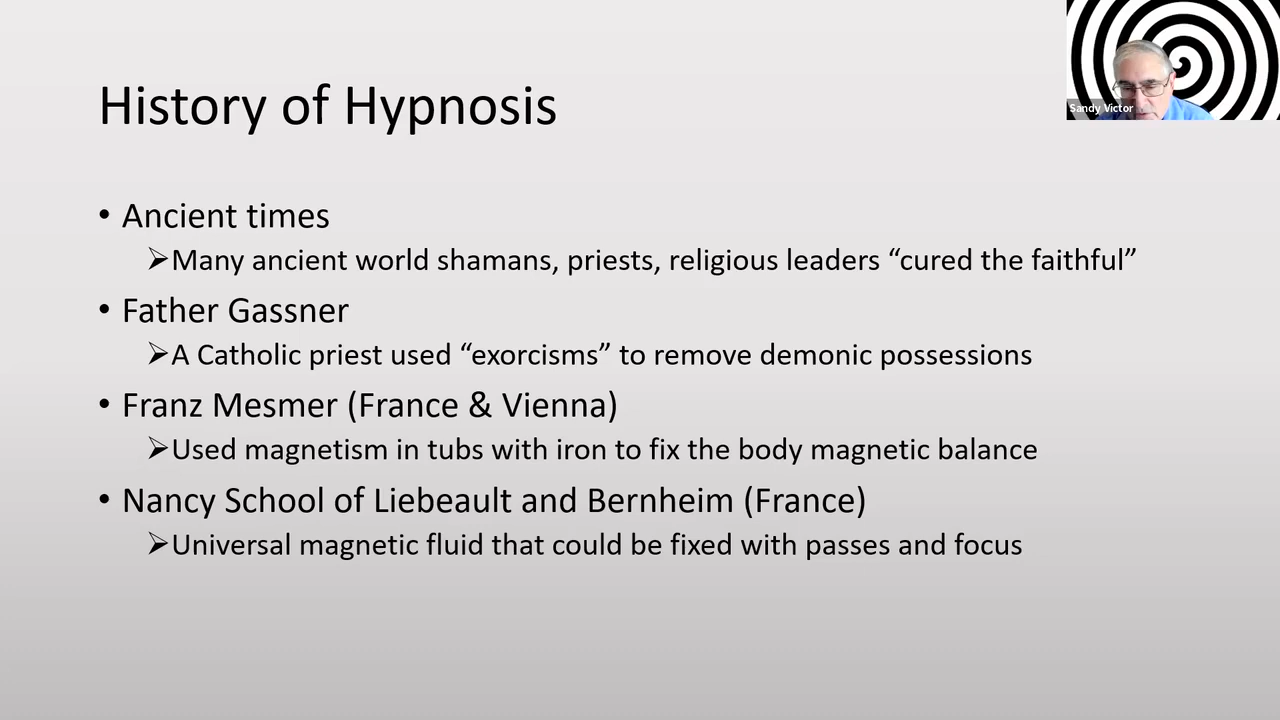 Sandy Victor
History of Hypnosis
• Ancient times
➢Many ancient world shamans, priests, religious leaders “cured the faithful”
• Father Gassner
➢A Catholic priest used “exorcisms” to remove demonic possessions
• Franz Mesmer (France & Vienna)
➢Used magnetism in tubs with iron to fix the body magnetic balance
• Nancy School of Liebeault and Bernheim (France)
➢Universal magnetic fluid that could be fixed with passes and focus